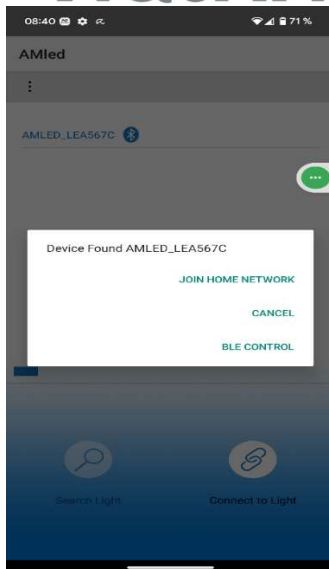 08:40 71%
AMled
AMLED_LEA567C
Device Found AMLED_LEA567C
JOIN HOME NETWORK
CANCEL
BLE CONTROL
Search Light
Connect to Light